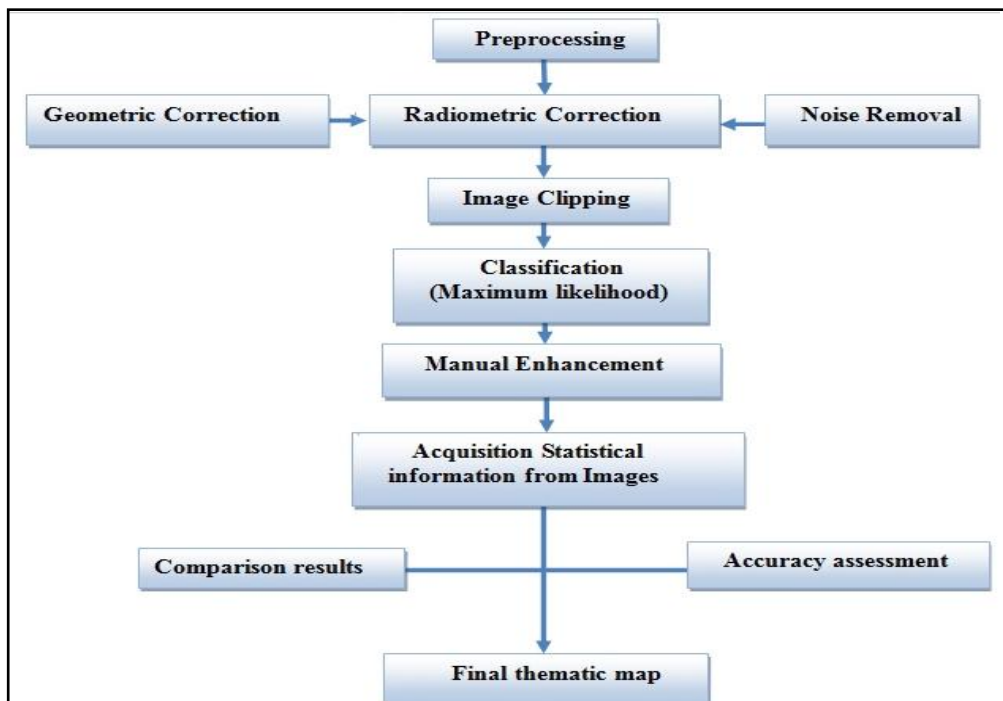 Preprocessing
Geometric Correction
Radiometric Correction
Noise Removal
Image Clipping
Classification
(Maximum likelihood)
Manual Enhancement
Acquisition Statistical
information from Images
Comparison results
Accuracy assessment
Final thematic map